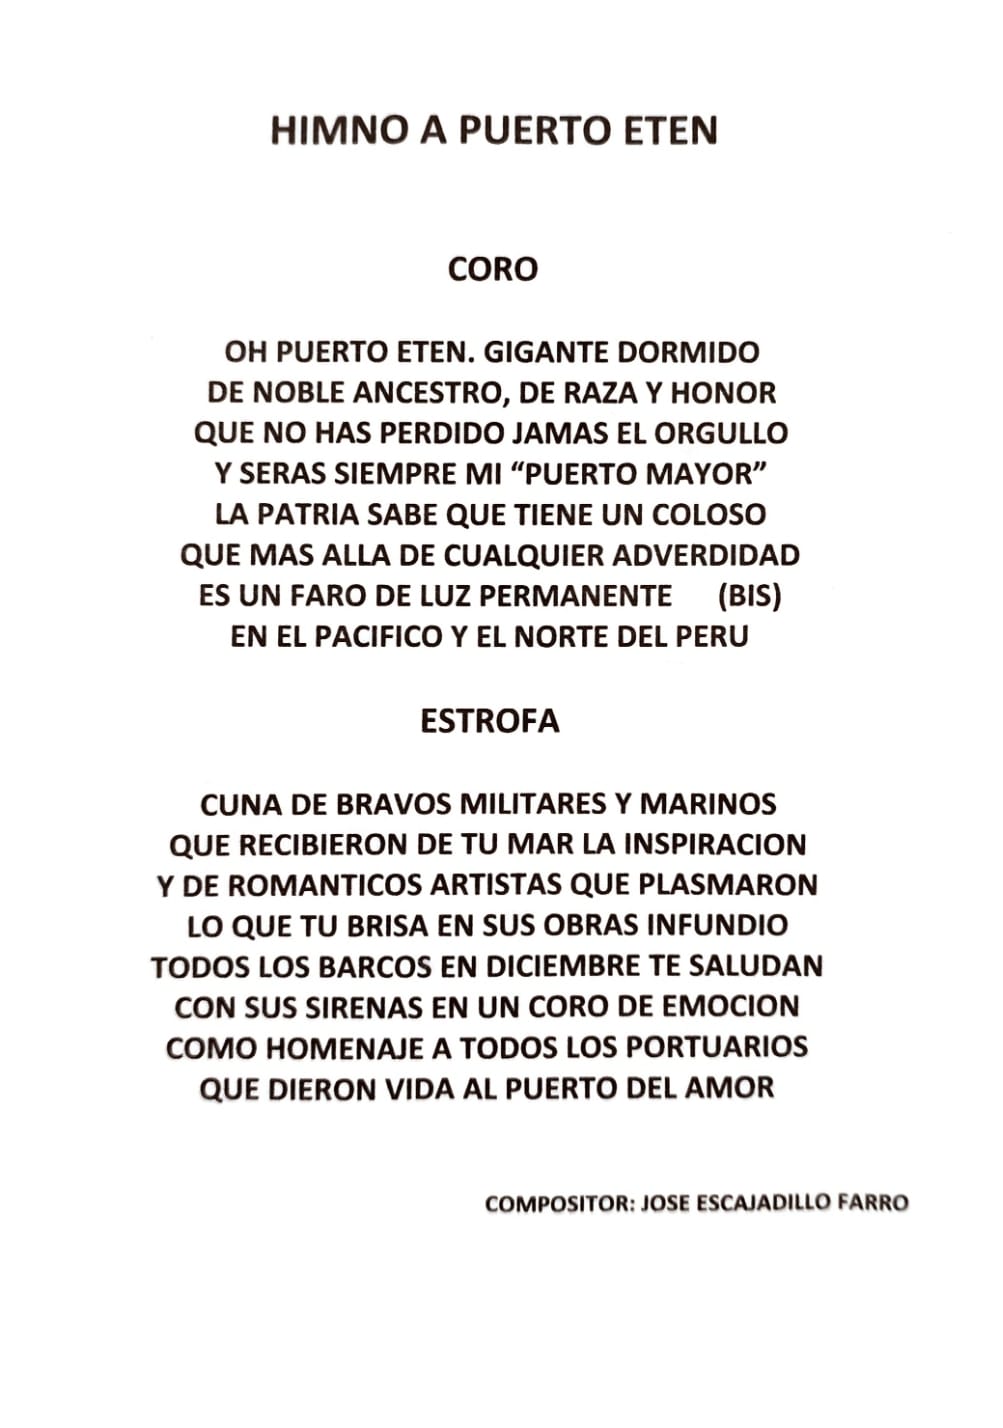 HIMNO A PUERTO ETEN
CORO
OH PUERTO ETEN. GIGANTE DORMIDO
DE NOBLE ANCESTRO, DE RAZA Y HONOR
QUE NO HAS PERDIDO JAMAS EL ORGULLO
Y SERAS SIEMPRE MI “PUERTO MAYOR”
LA PATRIA SABE QUE TIENE UN COLOSO
QUE MAS ALLA DE CUALQUIER ADVERDIDAD
ES UN FARO DE LUZ PERMANENTE (BIS)
EN EL PACIFICO Y EL NORTE DEL PERU
ESTROFA
CUNA DE BRAVOS MILITARES Y MARINOS
QUE RECIBIERON DE TU MAR LA INSPIRACION
Y DE ROMANTICOS ARTISTAS QUE PLASMARON
LO QUE TU BRISA EN SUS OBRAS INFUNDIO
TODOS LOS BARCOS EN DICIEMBRE TE SALUDAN
CON SUS SIRENAS EN UN CORO DE EMOCION
COMO HOMENAJE A TODOS LOS PORTUARIOS
QUE DIERON VIDA AL PUERTO DEL AMOR
COMPOSITOR: JOSE ESCAJADILLO FARRO